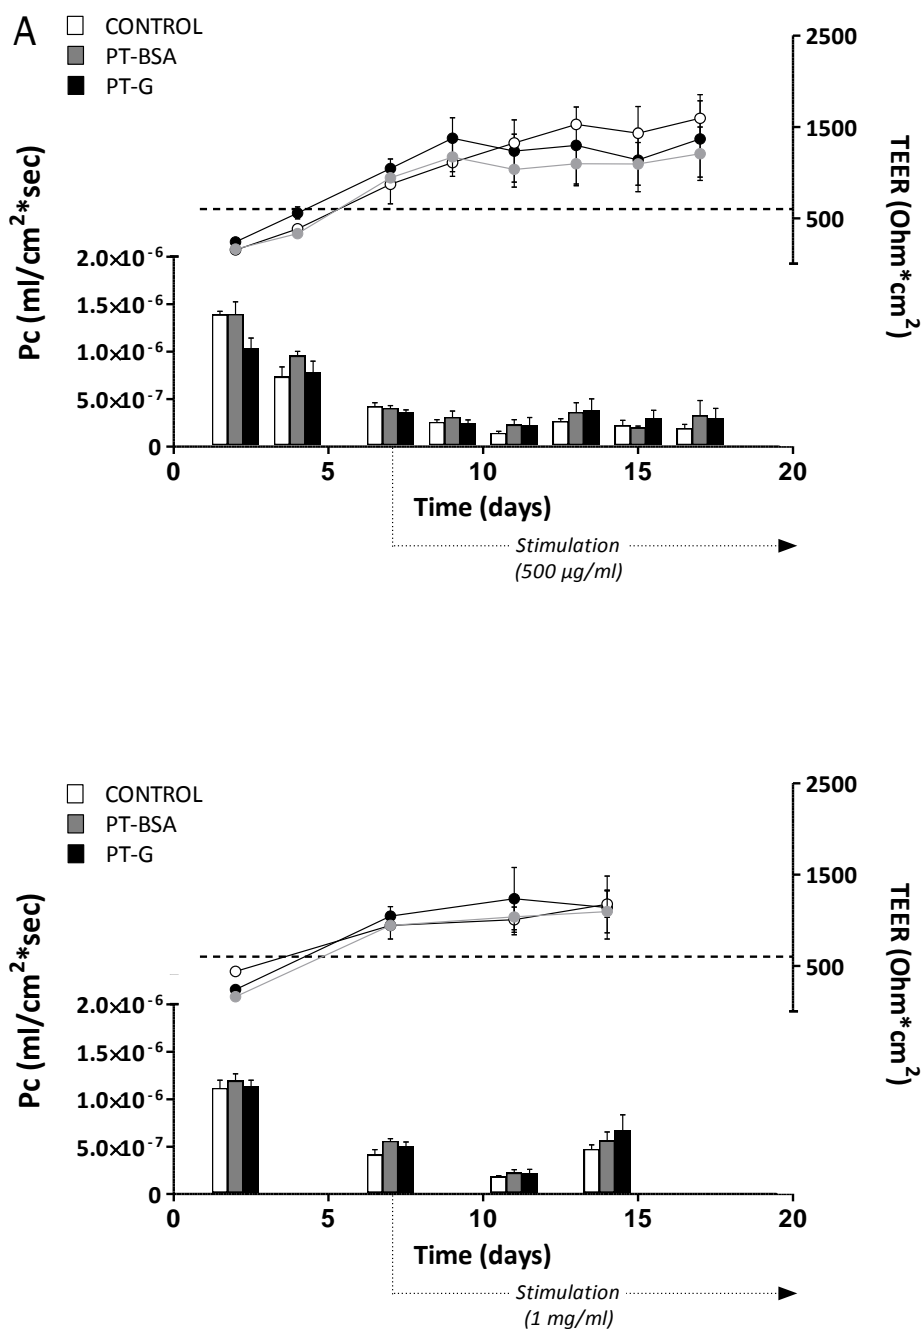 A
CONTROL
PT-BSA
PT-G
2500
1500
500
TEER (Ohm*cm²)
Pc (ml/cm²*sec)
2.0×10⁻⁶
1.5×10⁻⁶
1.0×10⁻⁶
5.0×10⁻⁷
0
0 5 10 15 20
Time (days)
Stimulation
(500 µg/ml)
CONTROL
PT-BSA
PT-G
2500
1500
500
TEER (Ohm*cm²)
Pc (ml/cm²*sec)
2.0×10⁻⁶
1.5×10⁻⁶
1.0×10⁻⁶
5.0×10⁻⁷
0
0 5 10 15 20
Time (days)
Stimulation
(1 mg/ml)